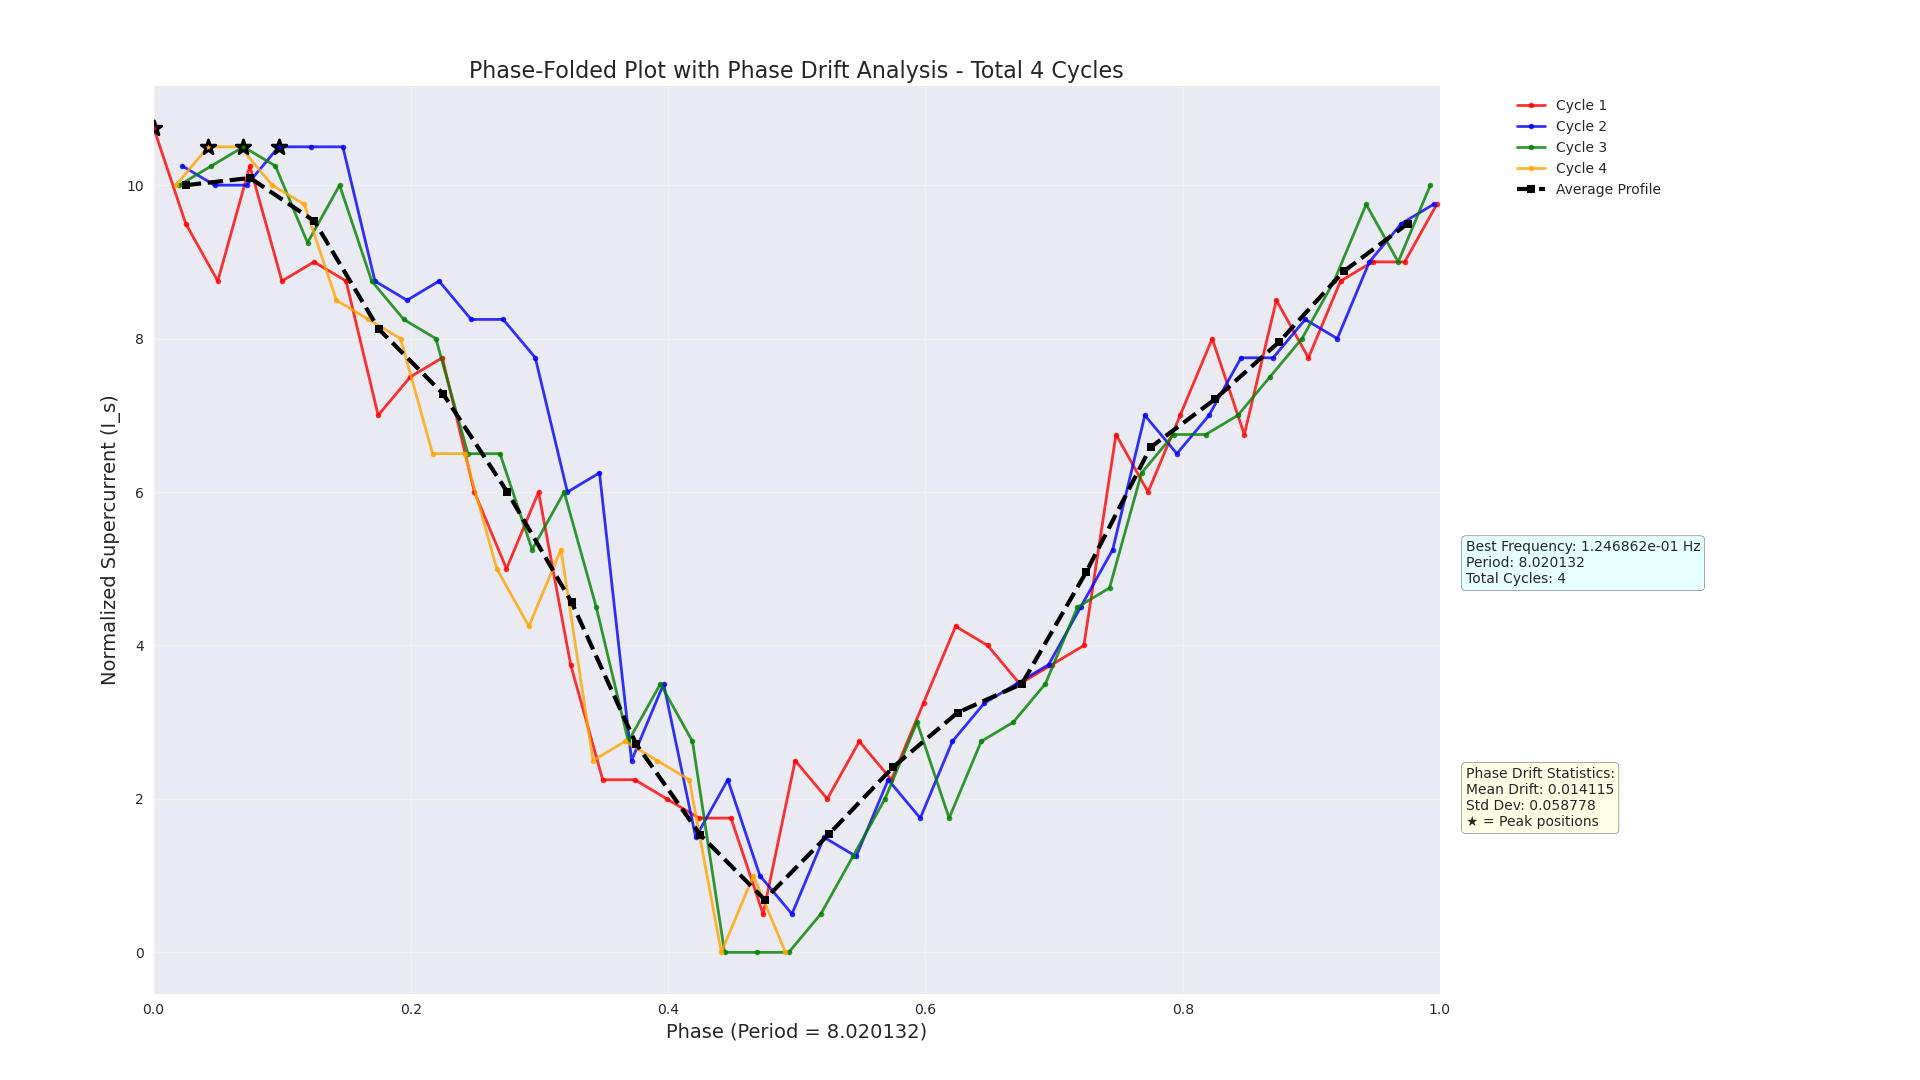 Phase-Folded Plot with Phase Drift Analysis - Total 4 Cycles
Cycle 1
Cycle 2
Cycle 3
Cycle 4
Average Profile
Normalized Supercurrent (I_s)
10
8
6
4
2
0
0.0
0.2
0.4
0.6
0.8
1.0
Phase (Period = 8.020132)
Best Frequency: 1.246862e-01 Hz
Period: 8.020132
Total Cycles: 4
Phase Drift Statistics:
Mean Drift: 0.014115
Std Dev: 0.058778
★ = Peak positions